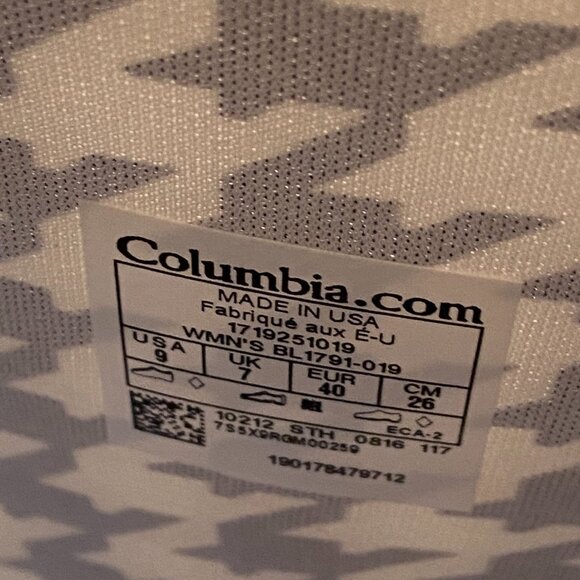 Columbia.com
MADE IN USA
Fabriqué aux É-U
1719251019
WMN'S BL1791-019
USA UK EUR CM
9 7 40 26
ECA-2
10212 STH 0816 117
7S5X9RGM00259
190178479712